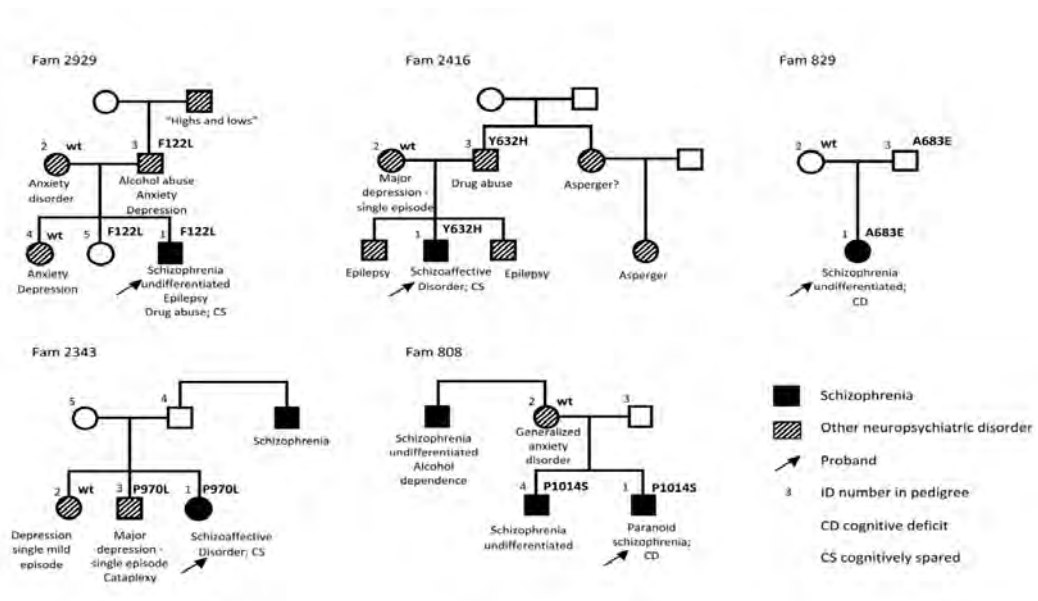 Fam 2929
"Highs and lows"
2 wt
3 F122L
Anxiety
disorder
Alcohol abuse
Anxiety
Depression
4 wt
5 F122L
1 F122L
Anxiety
Depression
Schizophrenia
undifferentiated
Epilepsy
Drug abuse; CS
Fam 2416
2 wt
3 Y632H
Major
depression -
single episode
Drug abuse
Asperger?
1 Y632H
Epilepsy
Schizoaffective
Disorder; CS
Epilepsy
Asperger
Fam 829
2 wt
3 A683E
1 A683E
Schizophrenia
undifferentiated;
CD
Fam 2343
5
4
Schizophrenia
2 wt
3 P970L
1 P970L
Depression
single mild
episode
Major
depression -
single episode
Cataplexy
Schizoaffective
Disorder; CS
Fam 808
2 wt
3
Schizophrenia
undifferentiated
Alcohol
dependence
Generalized
anxiety
disorder
4 P1014S
1 P1014S
Schizophrenia
undifferentiated
Paranoid
schizophrenia;
CD
Schizophrenia
Other neuropsychiatric disorder
Proband
3 ID number in pedigree
CD cognitive deficit
CS cognitively spared